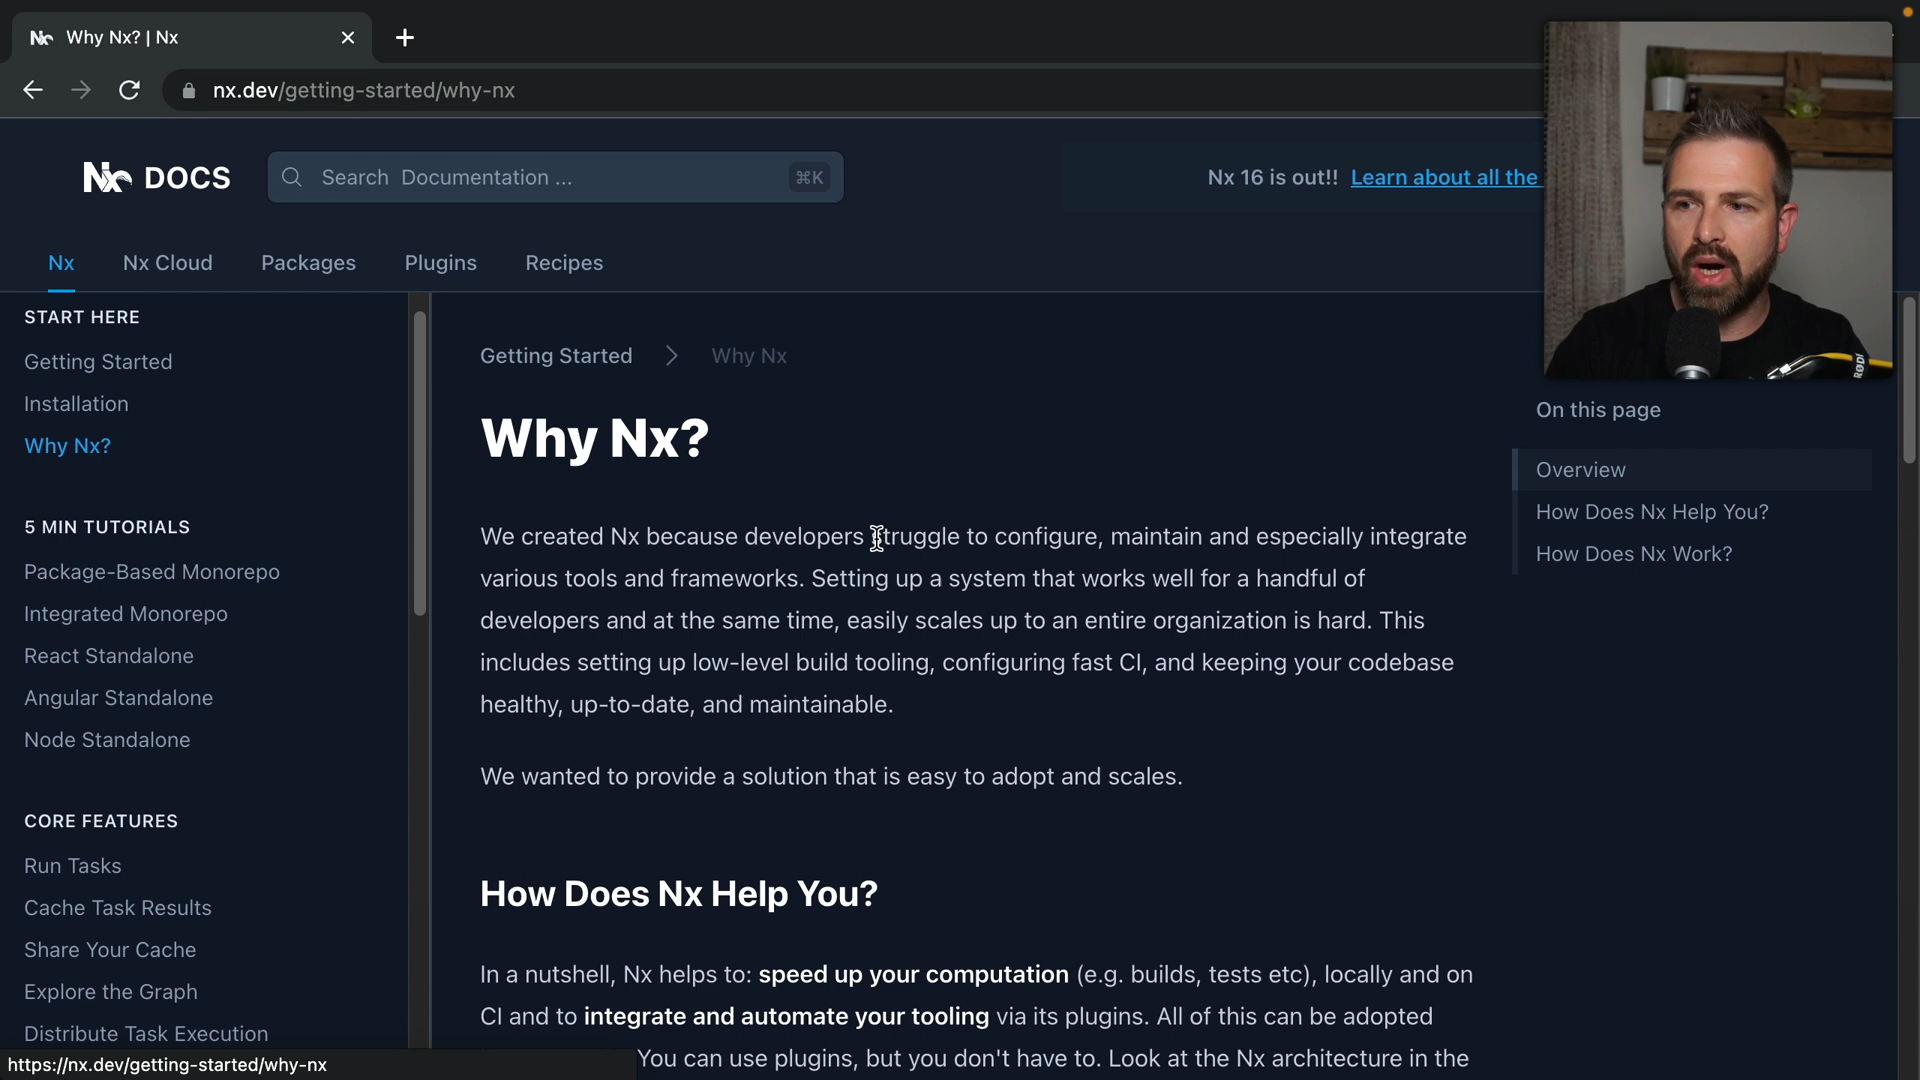 Why Nx? | Nx
nx.dev/getting-started/why-nx
Nx DOCS
Search Documentation ...
⌘K
Nx 16 is out!! Learn about all the
Nx
Nx Cloud
Packages
Plugins
Recipes
START HERE
Getting Started
Installation
Why Nx?
5 MIN TUTORIALS
Package-Based Monorepo
Integrated Monorepo
React Standalone
Angular Standalone
Node Standalone
CORE FEATURES
Run Tasks
Cache Task Results
Share Your Cache
Explore the Graph
Distribute Task Execution
https://nx.dev/getting-started/why-nx
Getting Started
Why Nx
Why Nx?
We created Nx because developers struggle to configure, maintain and especially integrate
various tools and frameworks. Setting up a system that works well for a handful of
developers and at the same time, easily scales up to an entire organization is hard. This
includes setting up low-level build tooling, configuring fast CI, and keeping your codebase
healthy, up-to-date, and maintainable.
We wanted to provide a solution that is easy to adopt and scales.
How Does Nx Help You?
In a nutshell, Nx helps to: speed up your computation (e.g. builds, tests etc), locally and on
CI and to integrate and automate your tooling via its plugins. All of this can be adopted
You can use plugins, but you don't have to. Look at the Nx architecture in the
On this page
Overview
How Does Nx Help You?
How Does Nx Work?
RØDE